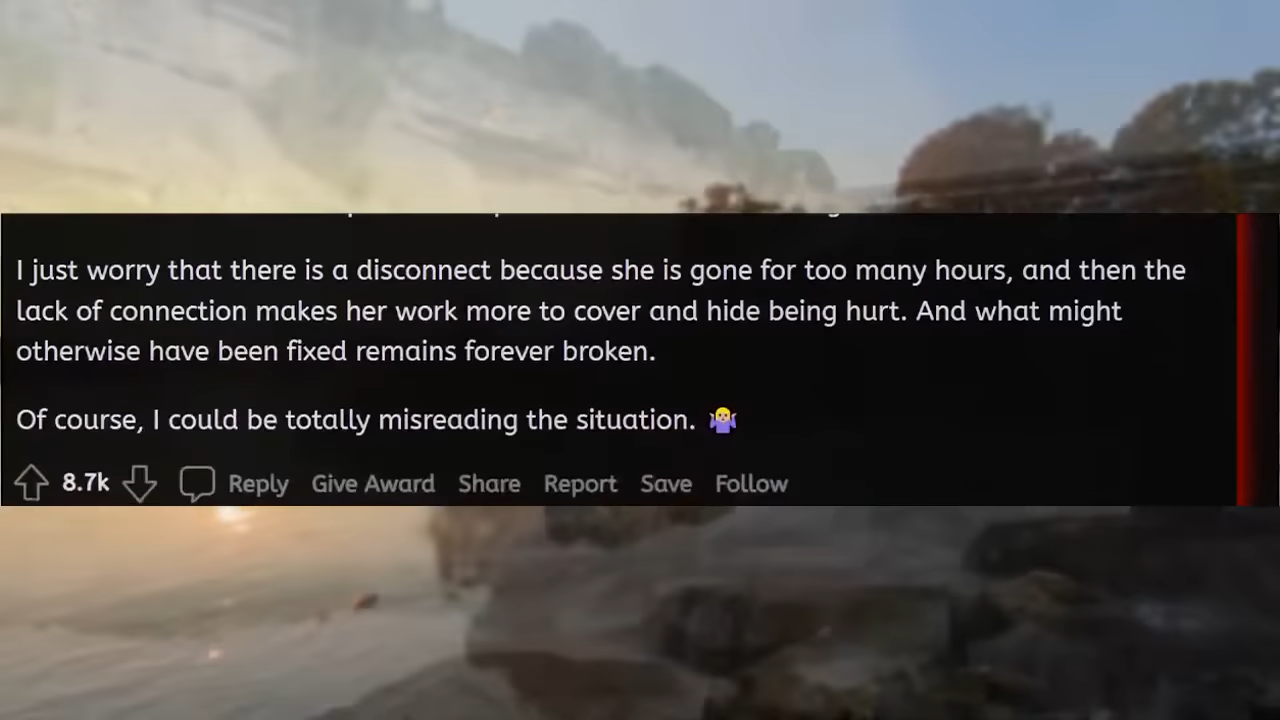 I just worry that there is a disconnect because she is gone for too many hours, and then the
lack of connection makes her work more to cover and hide being hurt. And what might
otherwise have been fixed remains forever broken.
Of course, I could be totally misreading the situation. 🤷‍♀️
8.7k Reply Give Award Share Report Save Follow